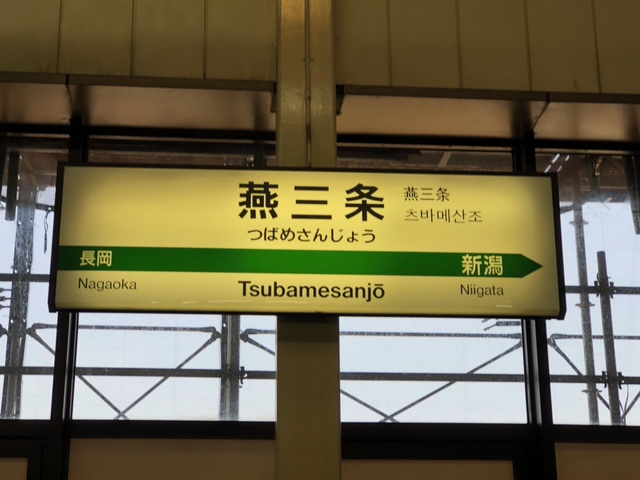 燕三条
燕三条
츠바메산조
つばめさんじょう
長岡 新潟
Nagaoka Tsubamesanjō Niigata